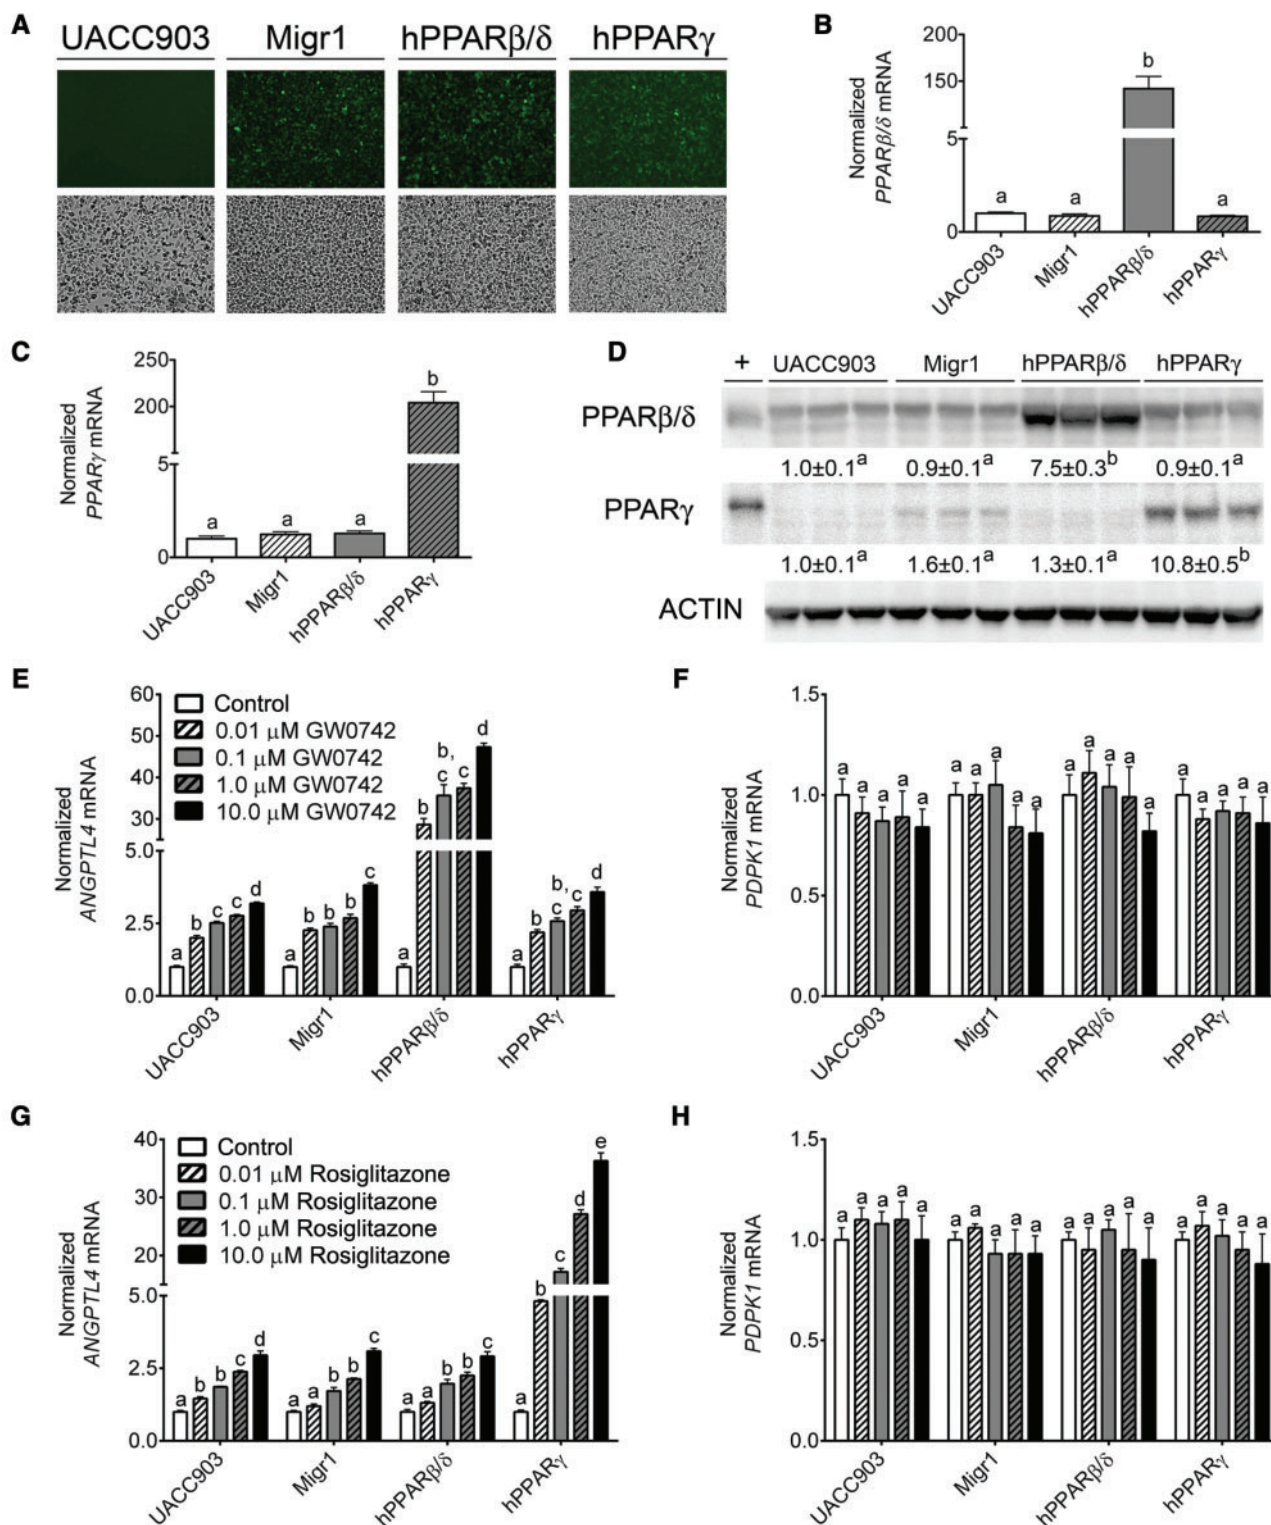 A
UACC903 Migr1 hPPARβ/δ hPPARγ
B
Normalized
PPARβ/δ mRNA
200
150
5
0
a a b a
UACC903 Migr1 hPPARβ/δ hPPARγ
C
Normalized
PPARγ mRNA
250
200
5
0
a a a b
UACC903 Migr1 hPPARβ/δ hPPARγ
D
+ UACC903 Migr1 hPPARβ/δ hPPARγ
PPARβ/δ
1.0±0.1a 0.9±0.1a 7.5±0.3b 0.9±0.1a
PPARγ
1.0±0.1a 1.6±0.1a 1.3±0.1a 10.8±0.5b
ACTIN
E
Normalized
ANGPTL4 mRNA
60
50
40
30
5.0
2.5
0.0
Control
0.01 μM GW0742
0.1 μM GW0742
1.0 μM GW0742
10.0 μM GW0742
a b c c d
a b b b c
a b b, c c d
a b b, c c d
UACC903 Migr1 hPPARβ/δ hPPARγ
F
Normalized
PDPK1 mRNA
1.5
1.0
0.5
0.0
a a a a a
a a a a a
a a a a a
a a a a a
UACC903 Migr1 hPPARβ/δ hPPARγ
G
Normalized
ANGPTL4 mRNA
40
30
20
5.0
2.5
0.0
Control
0.01 μM Rosiglitazone
0.1 μM Rosiglitazone
1.0 μM Rosiglitazone
10.0 μM Rosiglitazone
a b b c d
a a b b c
a a b b c
a b c d e
UACC903 Migr1 hPPARβ/δ hPPARγ
H
Normalized
PDPK1 mRNA
1.5
1.0
0.5
0.0
a a a a a
a a a a a
a a a a a
a a a a a
UACC903 Migr1 hPPARβ/δ hPPARγ